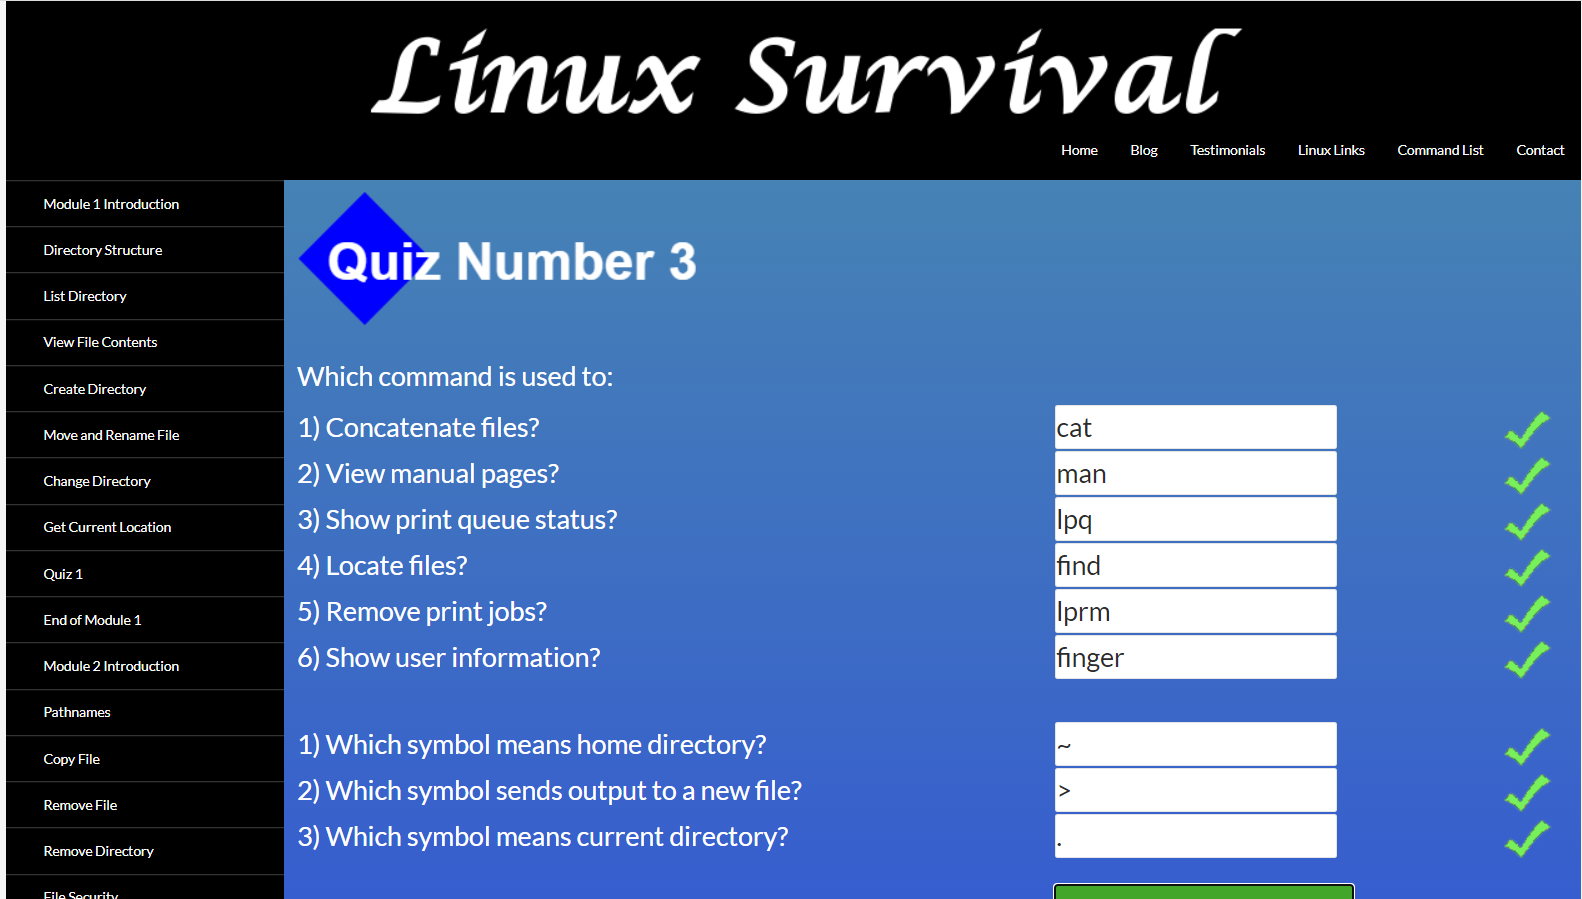 Linux Survival
Home Blog Testimonials Linux Links Command List Contact
Module 1 Introduction
Directory Structure
List Directory
View File Contents
Create Directory
Move and Rename File
Change Directory
Get Current Location
Quiz 1
End of Module 1
Module 2 Introduction
Pathnames
Copy File
Remove File
Remove Directory
File Security
Quiz Number 3
Which command is used to:
1) Concatenate files? cat
2) View manual pages? man
3) Show print queue status? lpq
4) Locate files? find
5) Remove print jobs? lprm
6) Show user information? finger
1) Which symbol means home directory? ~
2) Which symbol sends output to a new file? >
3) Which symbol means current directory? .